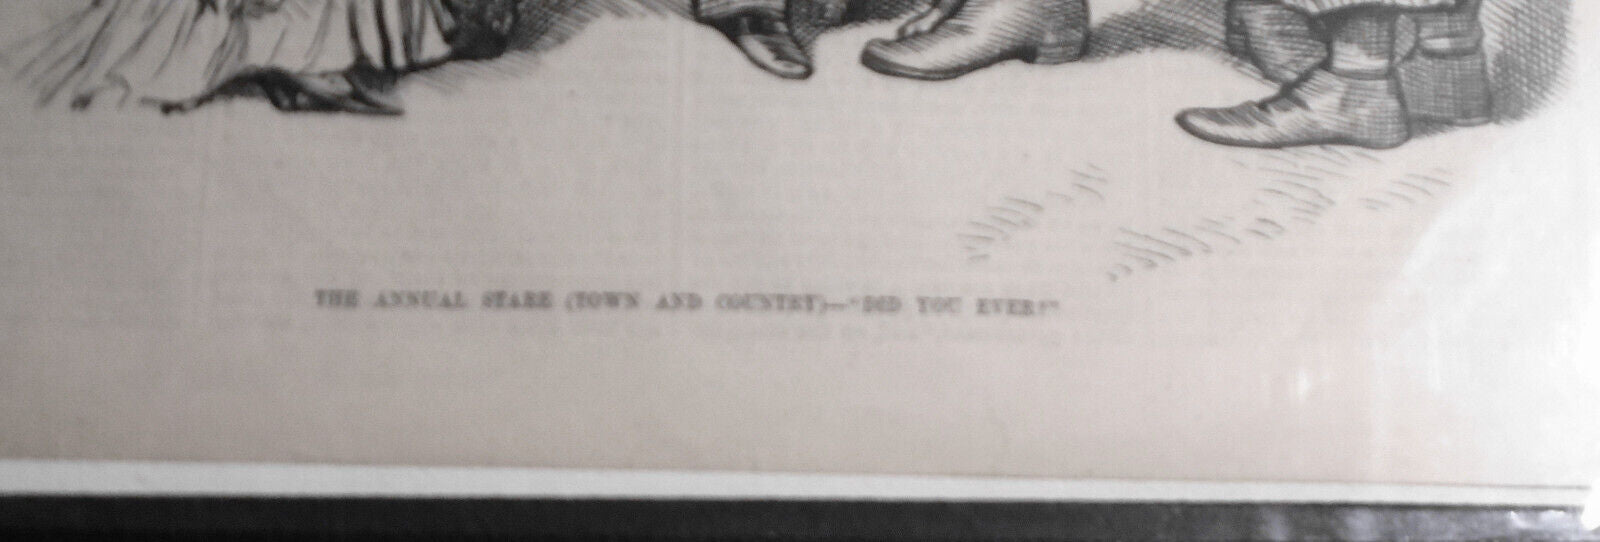 THE ANNUAL STARE (TOWN AND COUNTRY)—"DID YOU EVER!"